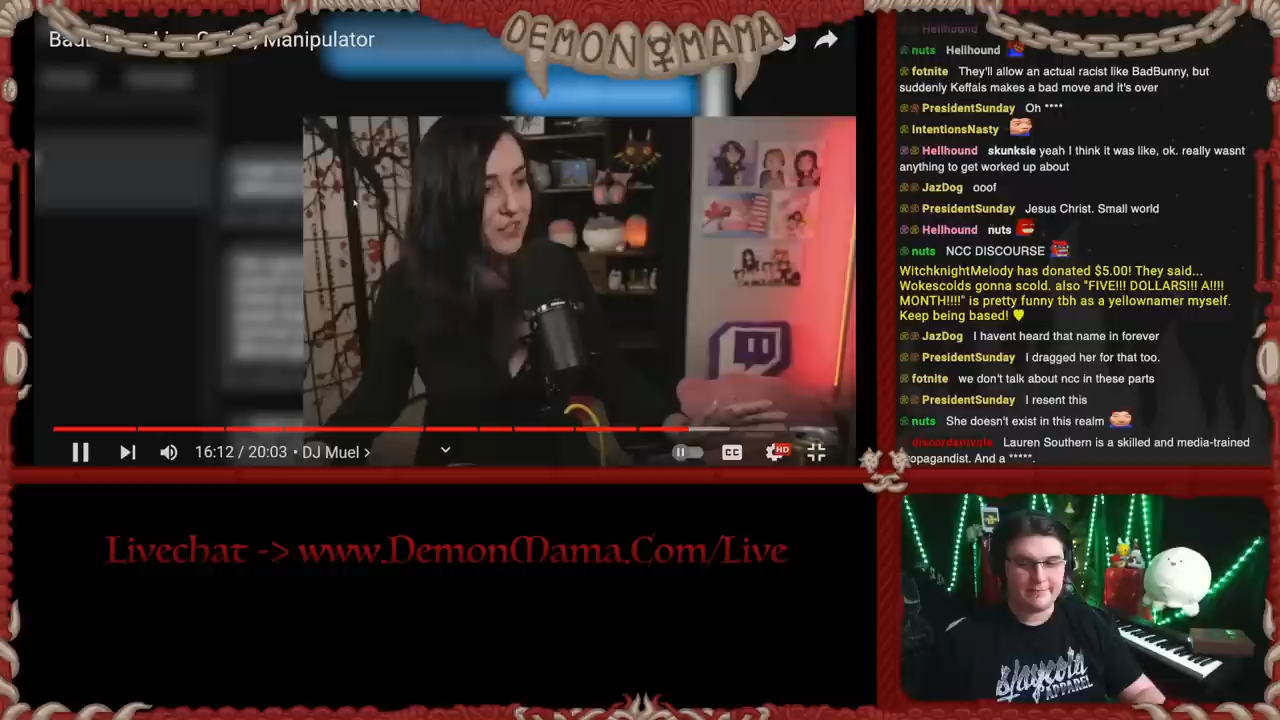 Manipulator
DEMON MAMA
16:12 / 20:03 • DJ Muel ›
CC
HD
Livechat -> www.DemonMama.Com/Live
Hellhound
nuts Hellhound
fotnite They'll allow an actual racist like BadBunny, but
suddenly Keffals makes a bad move and it's over
PresidentSunday Oh ****
IntentionsNasty
Hellhound skunksie yeah I think it was like, ok. really wasnt
anything to get worked up about
JazDog ooof
PresidentSunday Jesus Christ. Small world
Hellhound nuts
nuts NCC DISCOURSE
WitchknightMelody has donated $5.00! They said...
Wokescolds gonna scold. also "FIVE!!! DOLLARS!!! A!!!!
MONTH!!!!" is pretty funny tbh as a yellownamer myself.
Keep being based! ♥
JazDog I havent heard that name in forever
PresidentSunday I dragged her for that too.
fotnite we don't talk about ncc in these parts
PresidentSunday I resent this
nuts She doesn't exist in this realm
Lauren Southern is a skilled and media-trained
opagandist. And a *****.
slaycoin
APPAREL